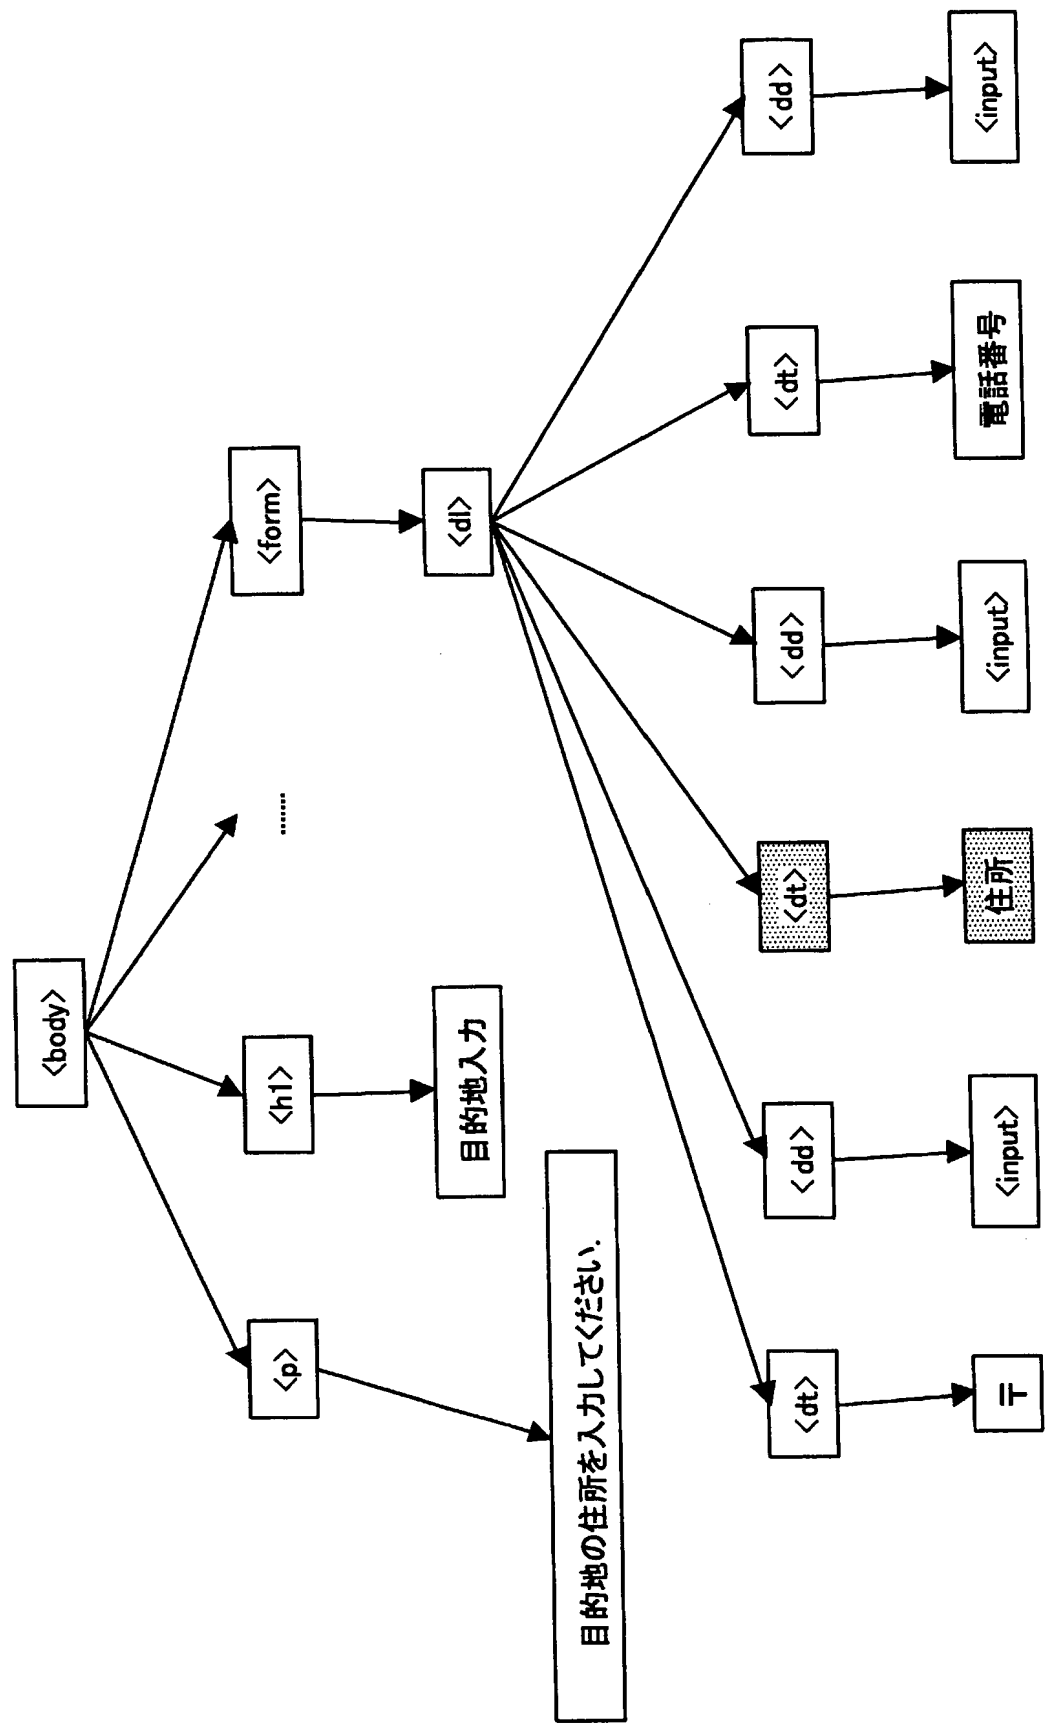 <body>
<p>
<h1>
.......
<form>
目的地入力
<dl>
目的地の住所を入力してください.
<dt>
<dd>
<dt>
<dd>
<dt>
<dd>
〒
<input>
住所
<input>
電話番号
<input>